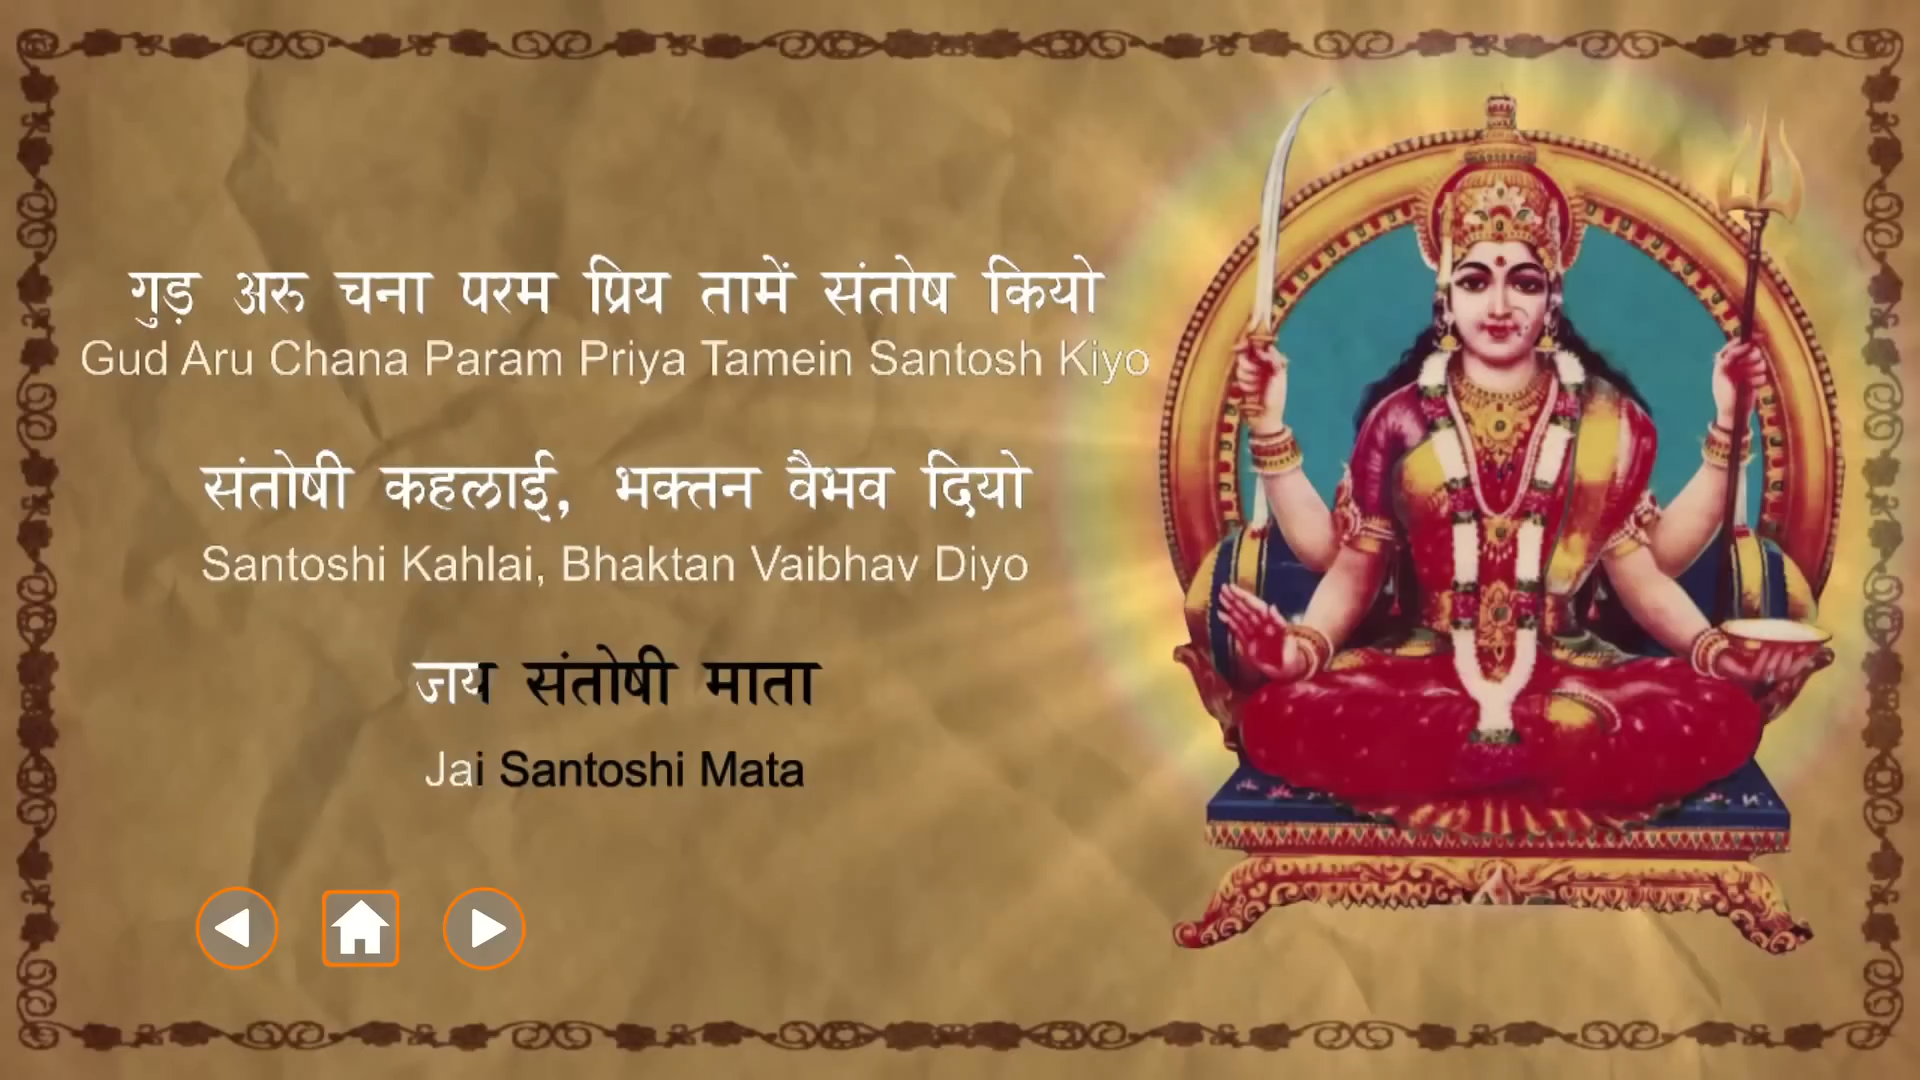 गुड़ अरु चना परम प्रिय तामें संतोष कियो
Gud Aru Chana Param Priya Tamein Santosh Kiyo
संतोषी कहलाई, भक्तन वैभव दियो
Santoshi Kahlai, Bhaktan Vaibhav Diyo
जय संतोषी माता
Jai Santoshi Mata